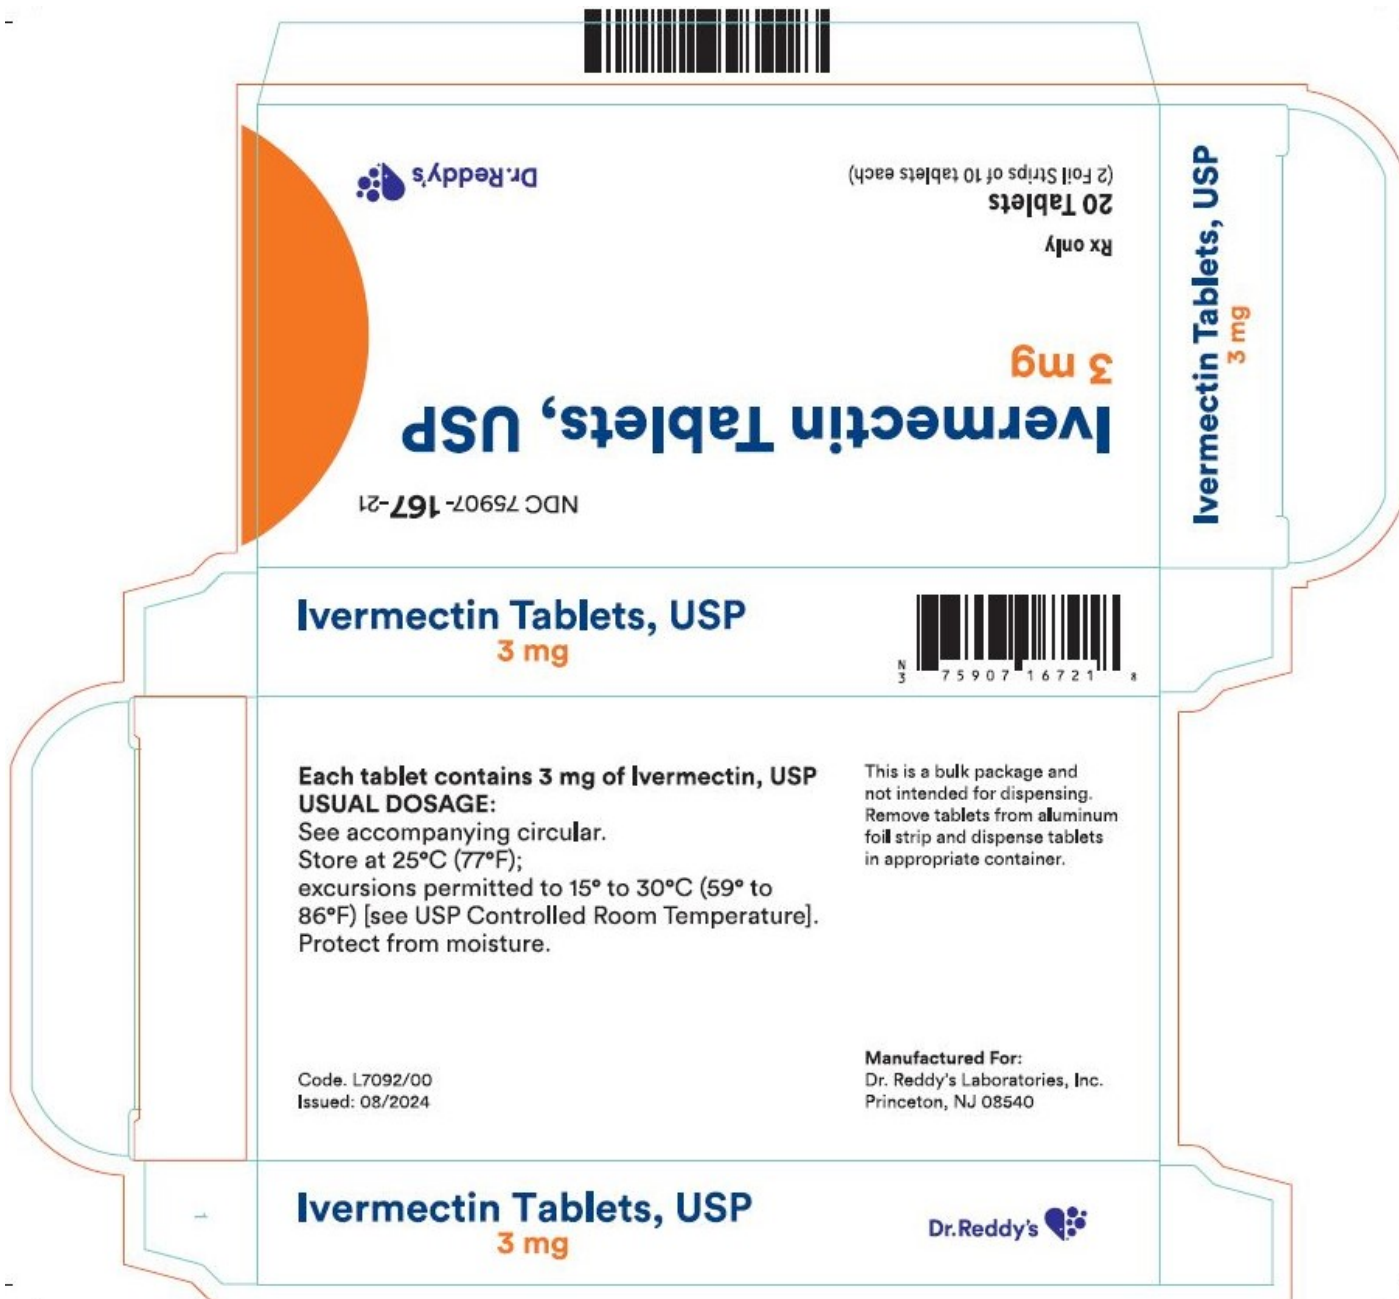 Dr.Reddy's
20 Tablets
(2 Foil Strips of 10 tablets each)
Rx only
3 mg
Ivermectin Tablets, USP
NDC 75907-167-21
Ivermectin Tablets, USP
3 mg
Ivermectin Tablets, USP
3 mg
N
3
75907 16721
8
Each tablet contains 3 mg of Ivermectin, USP
USUAL DOSAGE:
See accompanying circular.
Store at 25°C (77°F);
excursions permitted to 15° to 30°C (59° to
86°F) [see USP Controlled Room Temperature].
Protect from moisture.
This is a bulk package and
not intended for dispensing.
Remove tablets from aluminum
foil strip and dispense tablets
in appropriate container.
Code. L7092/00
Issued: 08/2024
Manufactured For:
Dr. Reddy's Laboratories, Inc.
Princeton, NJ 08540
Ivermectin Tablets, USP
3 mg
Dr.Reddy's
1